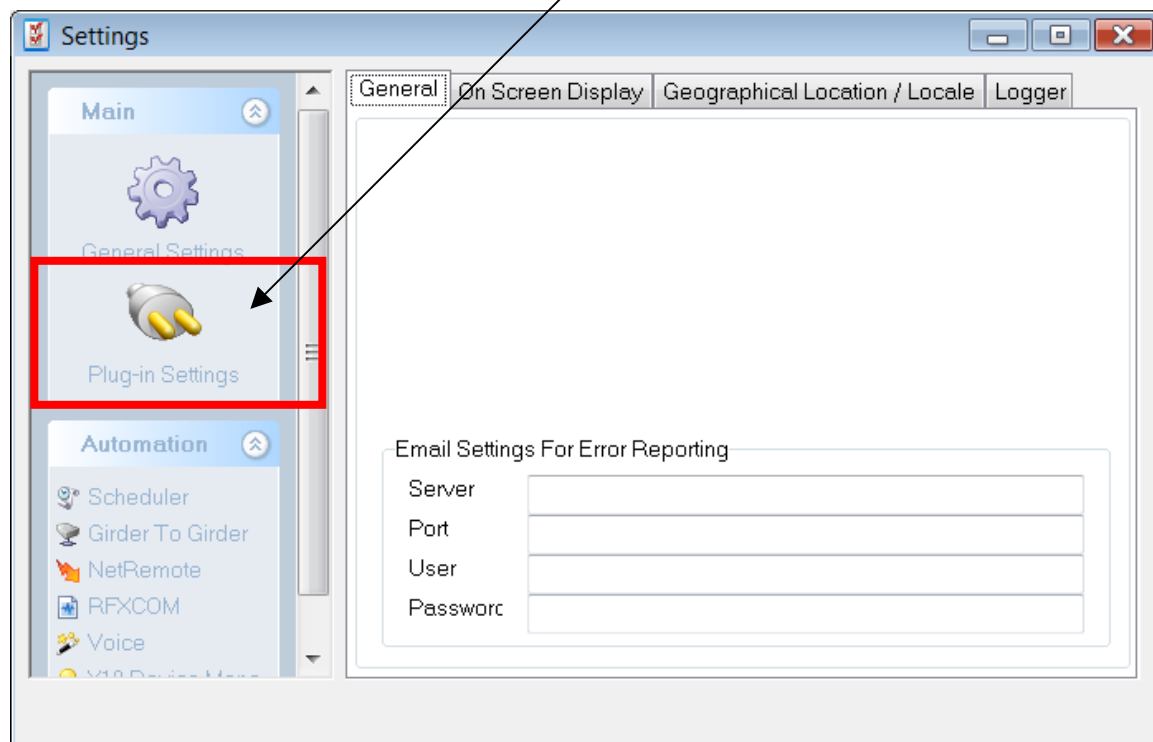 Settings
Main
General Settings
Plug-in Settings
Automation
Scheduler
Girder To Girder
NetRemote
RFXCOM
Voice
General On Screen Display Geographical Location / Locale Logger
Email Settings For Error Reporting
Server
Port
User
Passworc